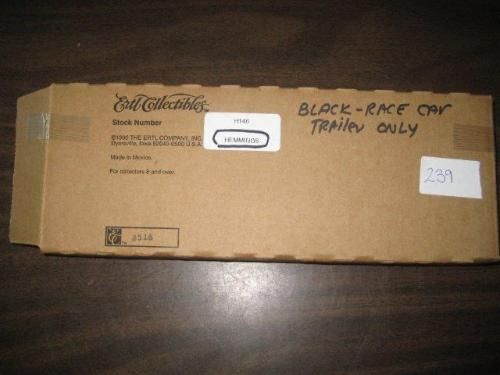 Ertl Collectibles™
Stock Number
H146
HEMMINGS
©1996 THE ERTL COMPANY, INC.
Dyersville, Iowa 52040-0500 U.S.A.
Made in Mexico.
For collectors 8 and over.
BLACK-RACE CAR
TRAILER ONLY
239
3516